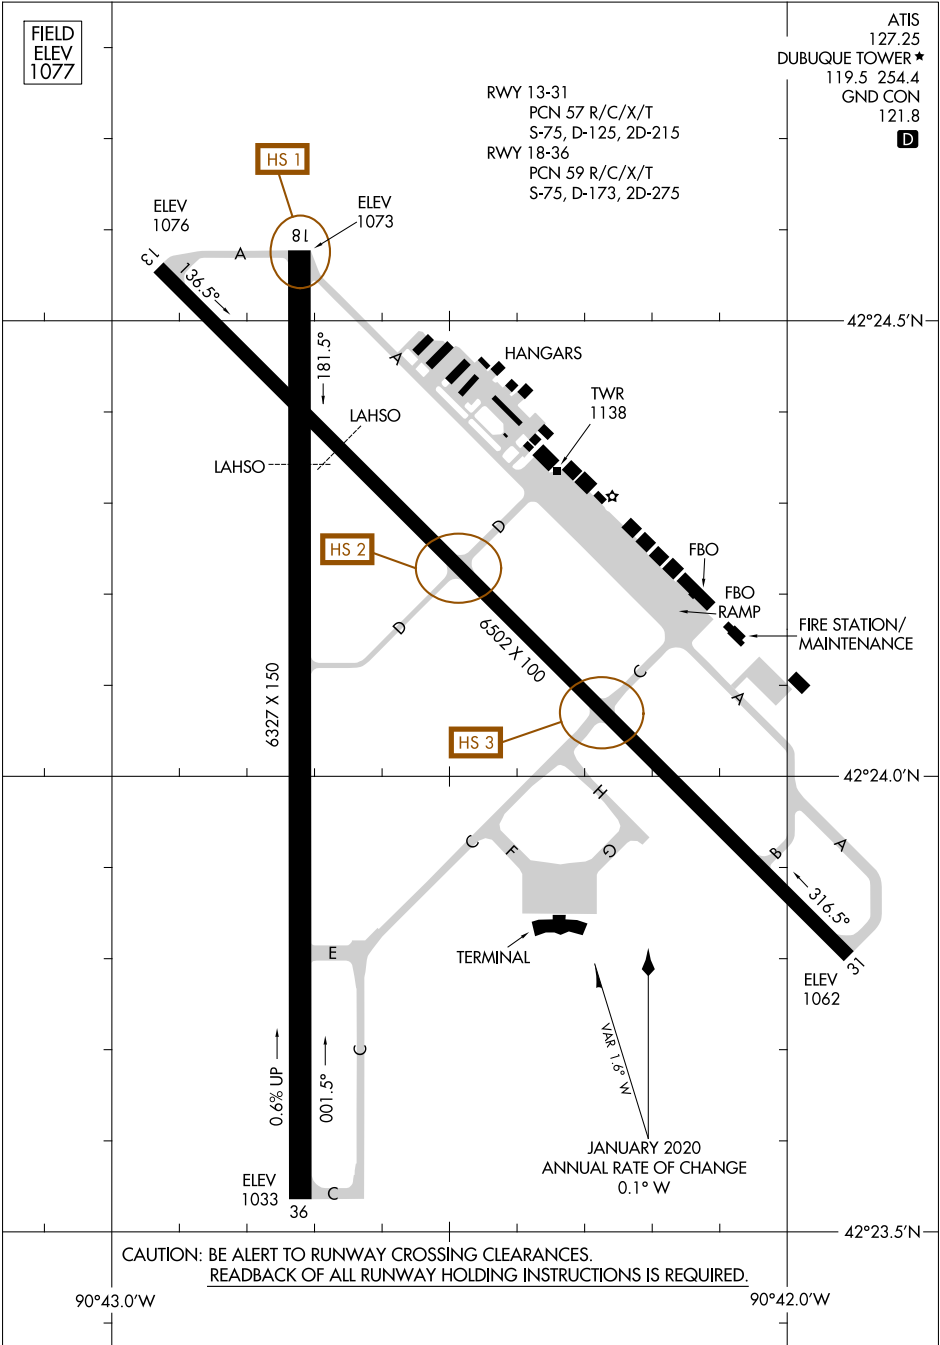 FIELD
ELEV
1077
ATIS
127.25
DUBUQUE TOWER★
119.5 254.4
GND CON
121.8
D
RWY 13-31
PCN 57 R/C/X/T
S-75, D-125, 2D-215
RWY 18-36
PCN 59 R/C/X/T
S-75, D-173, 2D-275
HS 1
ELEV
1076
ELEV
1073
18
13
A
136.5°
181.5°
42°24.5'N
A
HANGARS
TWR
1138
LAHSO
LAHSO
D
HS 2
FBO
FBO
RAMP
FIRE STATION/
MAINTENANCE
D
6502 X 100
C
A
6327 X 150
HS 3
42°24.0'N
H
C
F
G
B
A
316.5°
E
TERMINAL
31
ELEV
1062
C
VAR 1.6° W
0.6% UP
001.5°
JANUARY 2020
ANNUAL RATE OF CHANGE
0.1° W
ELEV
1033
C
36
42°23.5'N
CAUTION: BE ALERT TO RUNWAY CROSSING CLEARANCES.
READBACK OF ALL RUNWAY HOLDING INSTRUCTIONS IS REQUIRED.
90°43.0'W
90°42.0'W